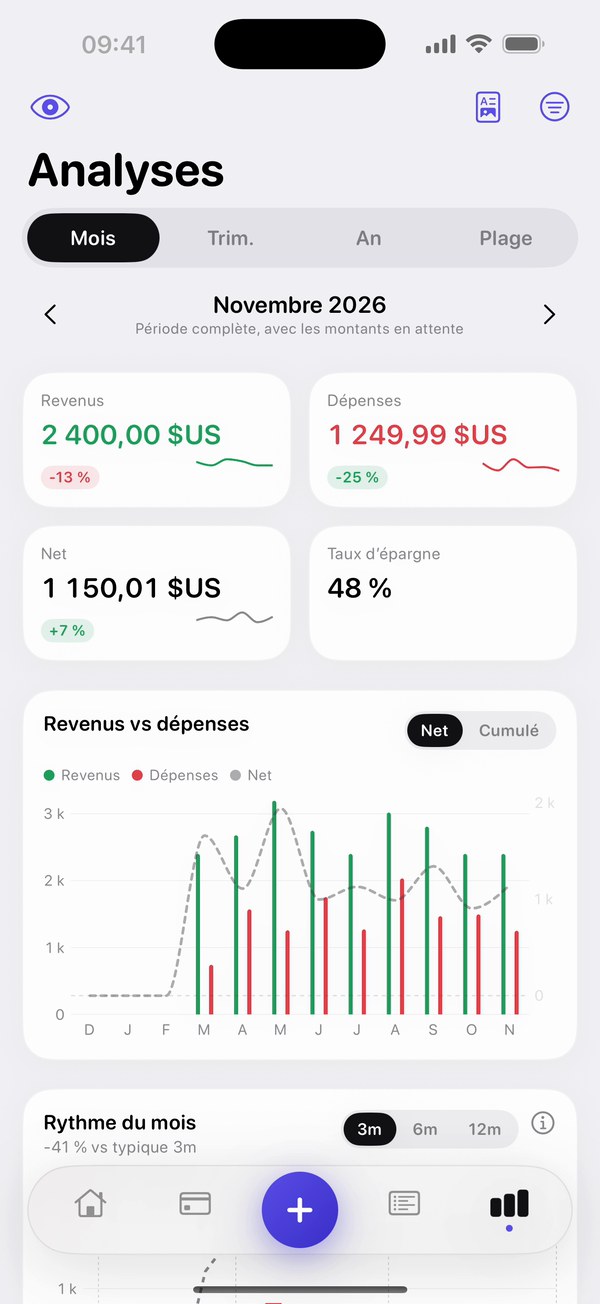 09:41
Analyses
Mois Trim. An Plage
Novembre 2026
Période complète, avec les montants en attente
Revenus
2 400,00 $US
-13 %
Dépenses
1 249,99 $US
-25 %
Net
1 150,01 $US
+7 %
Taux d’épargne
48 %
Revenus vs dépenses
Net Cumulé
Revenus Dépenses Net
3 k
2 k
1 k
0
2 k
1 k
0
D J F M A M J J A S O N
Rythme du mois
-41 % vs typique 3m
3m 6m 12m
1 k